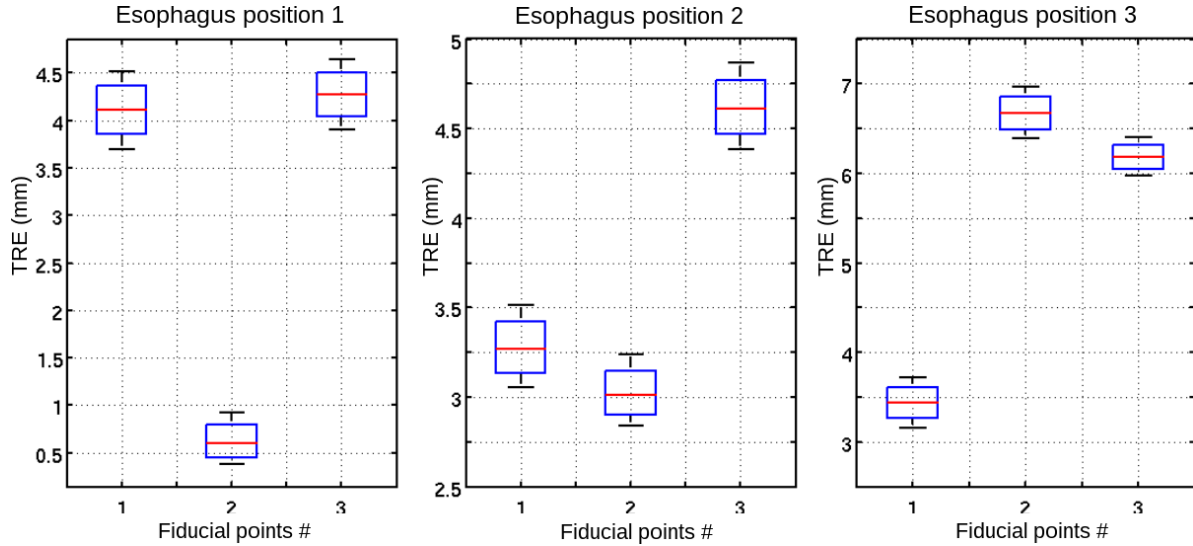 Esophagus position 1
TRE (mm)
4.5
4
3.5
3
2.5
2
1.5
1
0.5
1 2 3
Fiducial points #
Esophagus position 2
TRE (mm)
5
4.5
4
3.5
3
2.5
1 2 3
Fiducial points #
Esophagus position 3
TRE (mm)
7
6
5
4
3
1 2 3
Fiducial points #